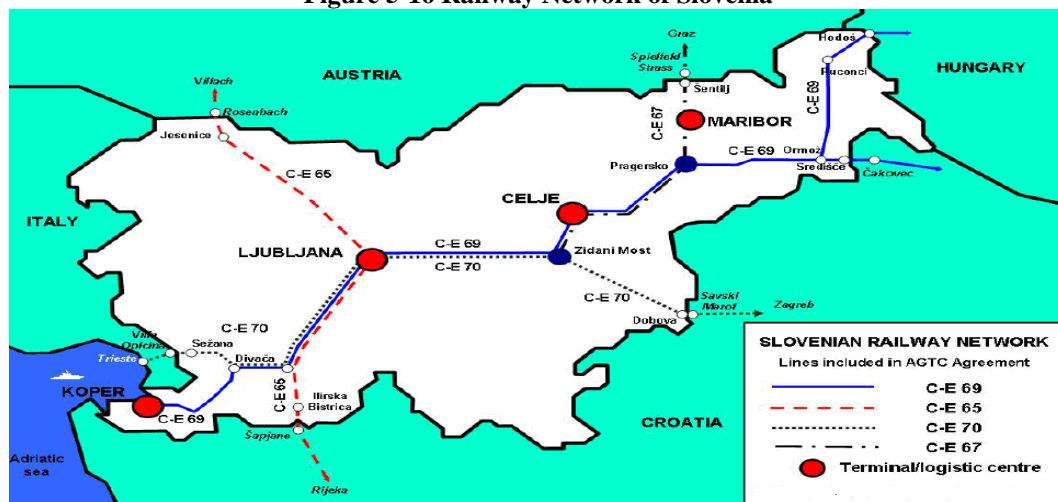 Figure 3-16 Railway Network of Slovenia
Graz
Spielfeld
Strass
Šentilj
Hodoš
HUNGARY
Puconci
AUSTRIA
Villach
Rosenbach
Jesenice
C-E 67
MARIBOR
C-E 69
C-E 69
Ormož
Središče
Čakovec
Pragersko
C-E 65
CELJE
ITALY
LJUBLJANA
C-E 69
C-E 70
Zidani Most
C-E 70
Savski
Marof
Zagreb
Dobova
C-E 70
Villa
Opicina
Sežana
Trieste
Divača
KOPER
C-E 69
C-E 65
Ilirska
Bistrica
Šapjane
Rijeka
CROATIA
Adriatic
sea
SLOVENIAN RAILWAY NETWORK
Lines included in AGTC Agreement
C-E 69
C-E 65
C-E 70
C-E 67
Terminal/logistic centre